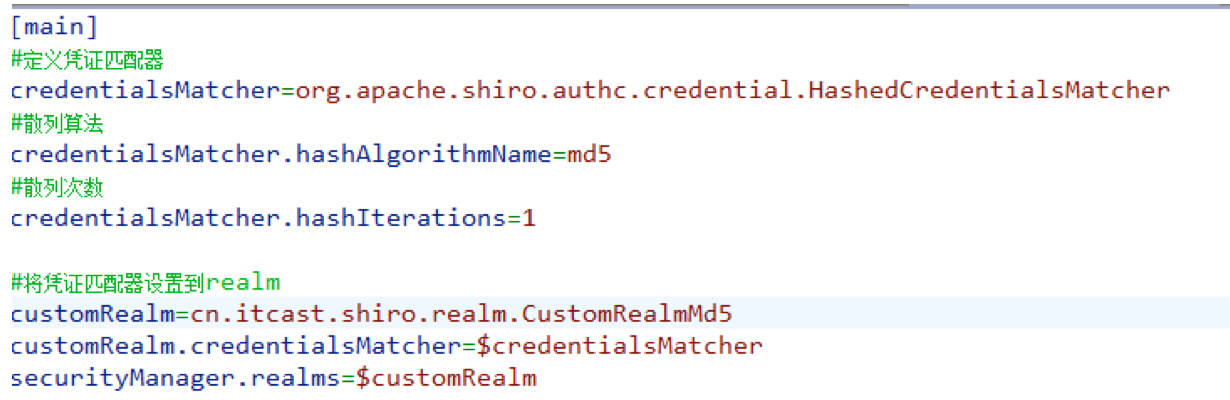 [main]
#定义凭证匹配器
credentialsMatcher=org.apache.shiro.authc.credential.HashedCredentialsMatcher
#散列算法
credentialsMatcher.hashAlgorithmName=md5
#散列次数
credentialsMatcher.hashIterations=1
#将凭证匹配器设置到realm
customRealm=cn.itcast.shiro.realm.CustomRealmMd5
customRealm.credentialsMatcher=$credentialsMatcher
securityManager.realms=$customRealm